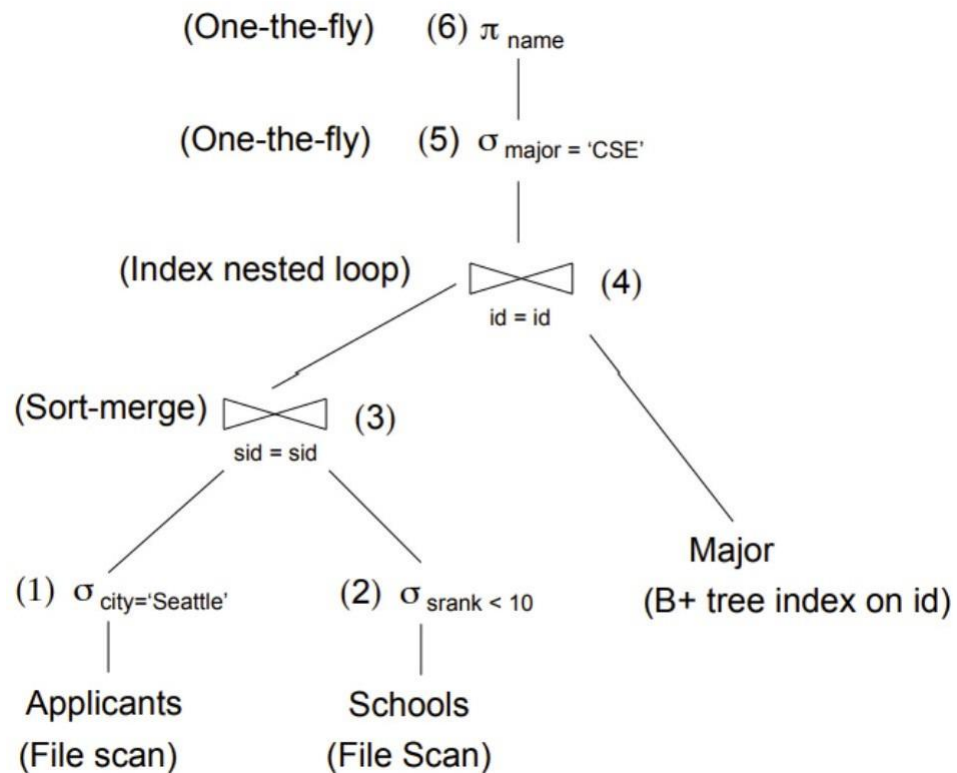 (One-the-fly) (6) π name
(One-the-fly) (5) σ major = ‘CSE’
(Index nested loop) (4)
id = id
(Sort-merge) (3)
sid = sid
Major
(B+ tree index on id)
(1) σ city=‘Seattle’ (2) σ srank < 10
Applicants Schools
(File scan) (File Scan)